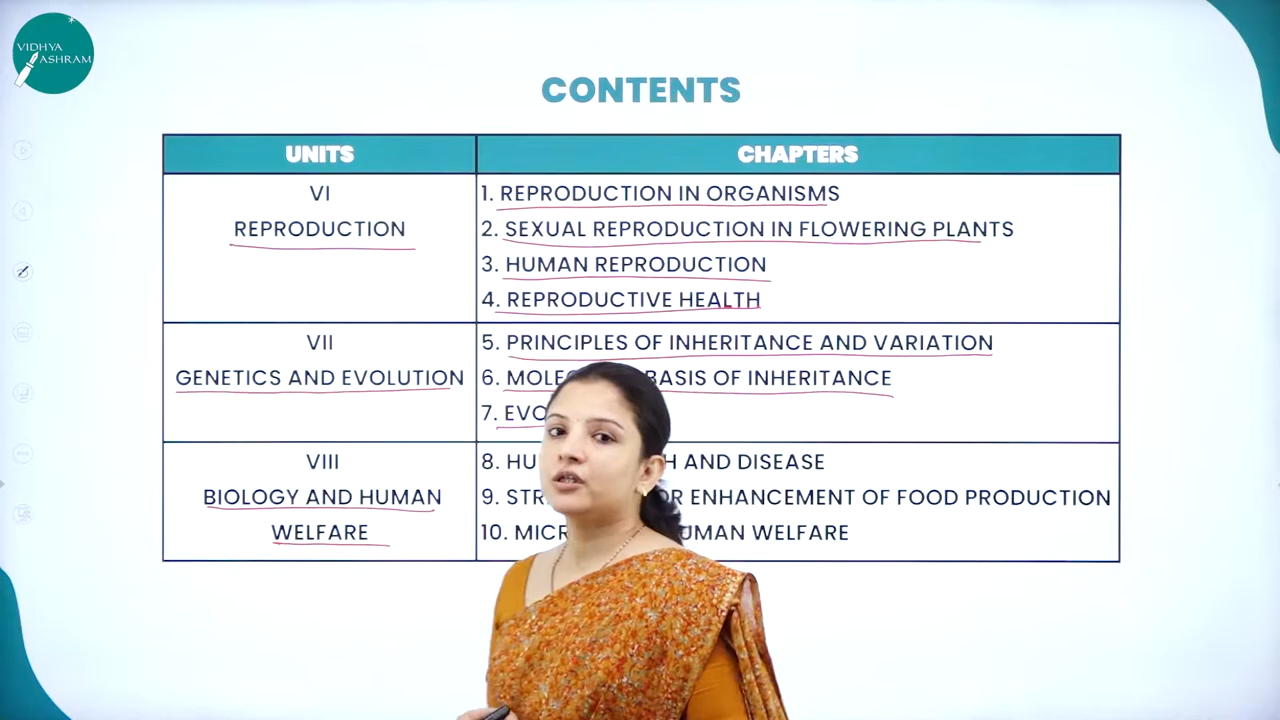 VIDHYA
ASHRAM
CONTENTS
UNITS
CHAPTERS
VI
REPRODUCTION
1. REPRODUCTION IN ORGANISMS
2. SEXUAL REPRODUCTION IN FLOWERING PLANTS
3. HUMAN REPRODUCTION
4. REPRODUCTIVE HEALTH
VII
GENETICS AND EVOLUTION
5. PRINCIPLES OF INHERITANCE AND VARIATION
6. BASIS OF INHERITANCE
7.
VIII
BIOLOGY AND HUMAN
WELFARE
8. AND DISEASE
9. ENHANCEMENT OF FOOD PRODUCTION
10. WELFARE